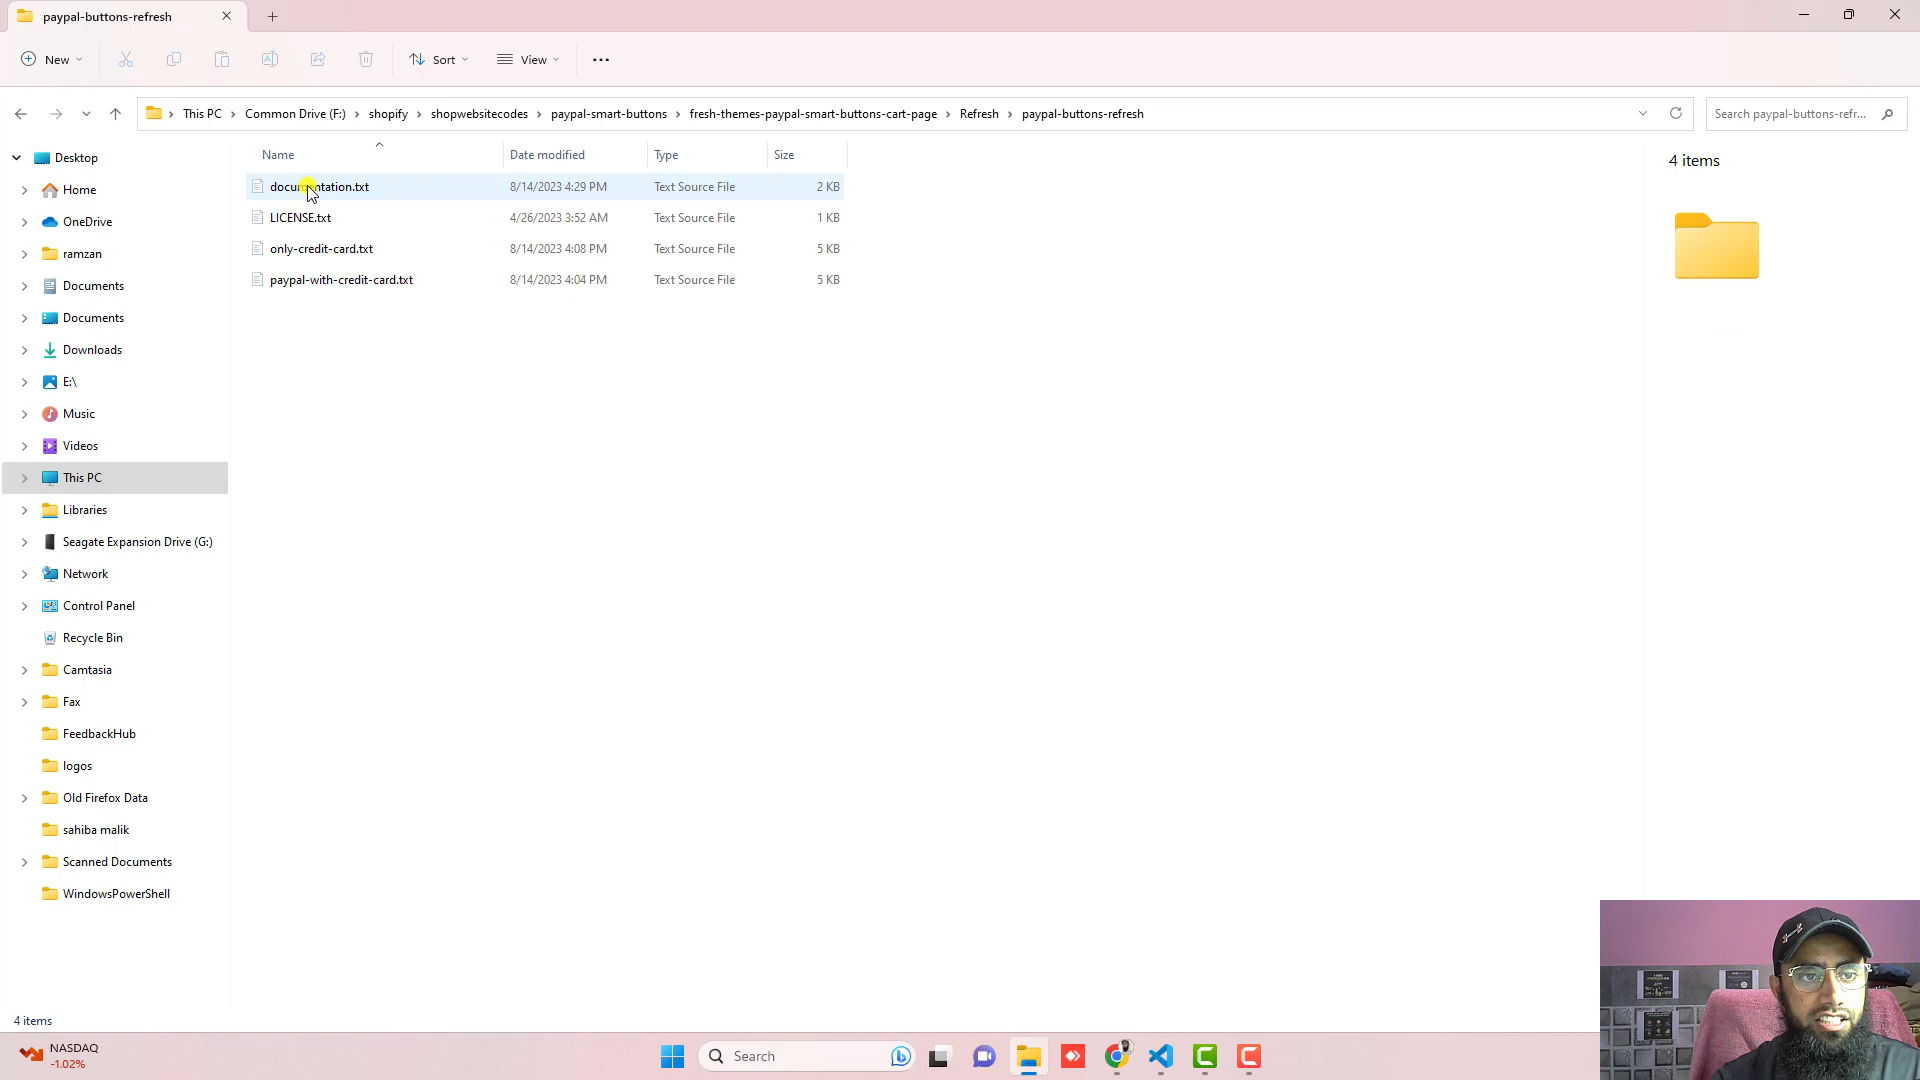 paypal-buttons-refresh
New
Sort
View
This PC > Common Drive (F:) > shopify > shopwebsitecodes > paypal-smart-buttons > fresh-themes-paypal-smart-buttons-cart-page > Refresh > paypal-buttons-refresh
Search paypal-buttons-refr...
Name Date modified Type Size
documentation.txt 8/14/2023 4:29 PM Text Source File 2 KB
LICENSE.txt 4/26/2023 3:52 AM Text Source File 1 KB
only-credit-card.txt 8/14/2023 4:08 PM Text Source File 5 KB
paypal-with-credit-card.txt 8/14/2023 4:04 PM Text Source File 5 KB
4 items
Desktop
Home
OneDrive
ramzan
Documents
Documents
Downloads
E:\
Music
Videos
This PC
Libraries
Seagate Expansion Drive (G:)
Network
Control Panel
Recycle Bin
Camtasia
Fax
FeedbackHub
logos
Old Firefox Data
sahiba malik
Scanned Documents
WindowsPowerShell
4 items
NASDAQ
-1.02%
Search